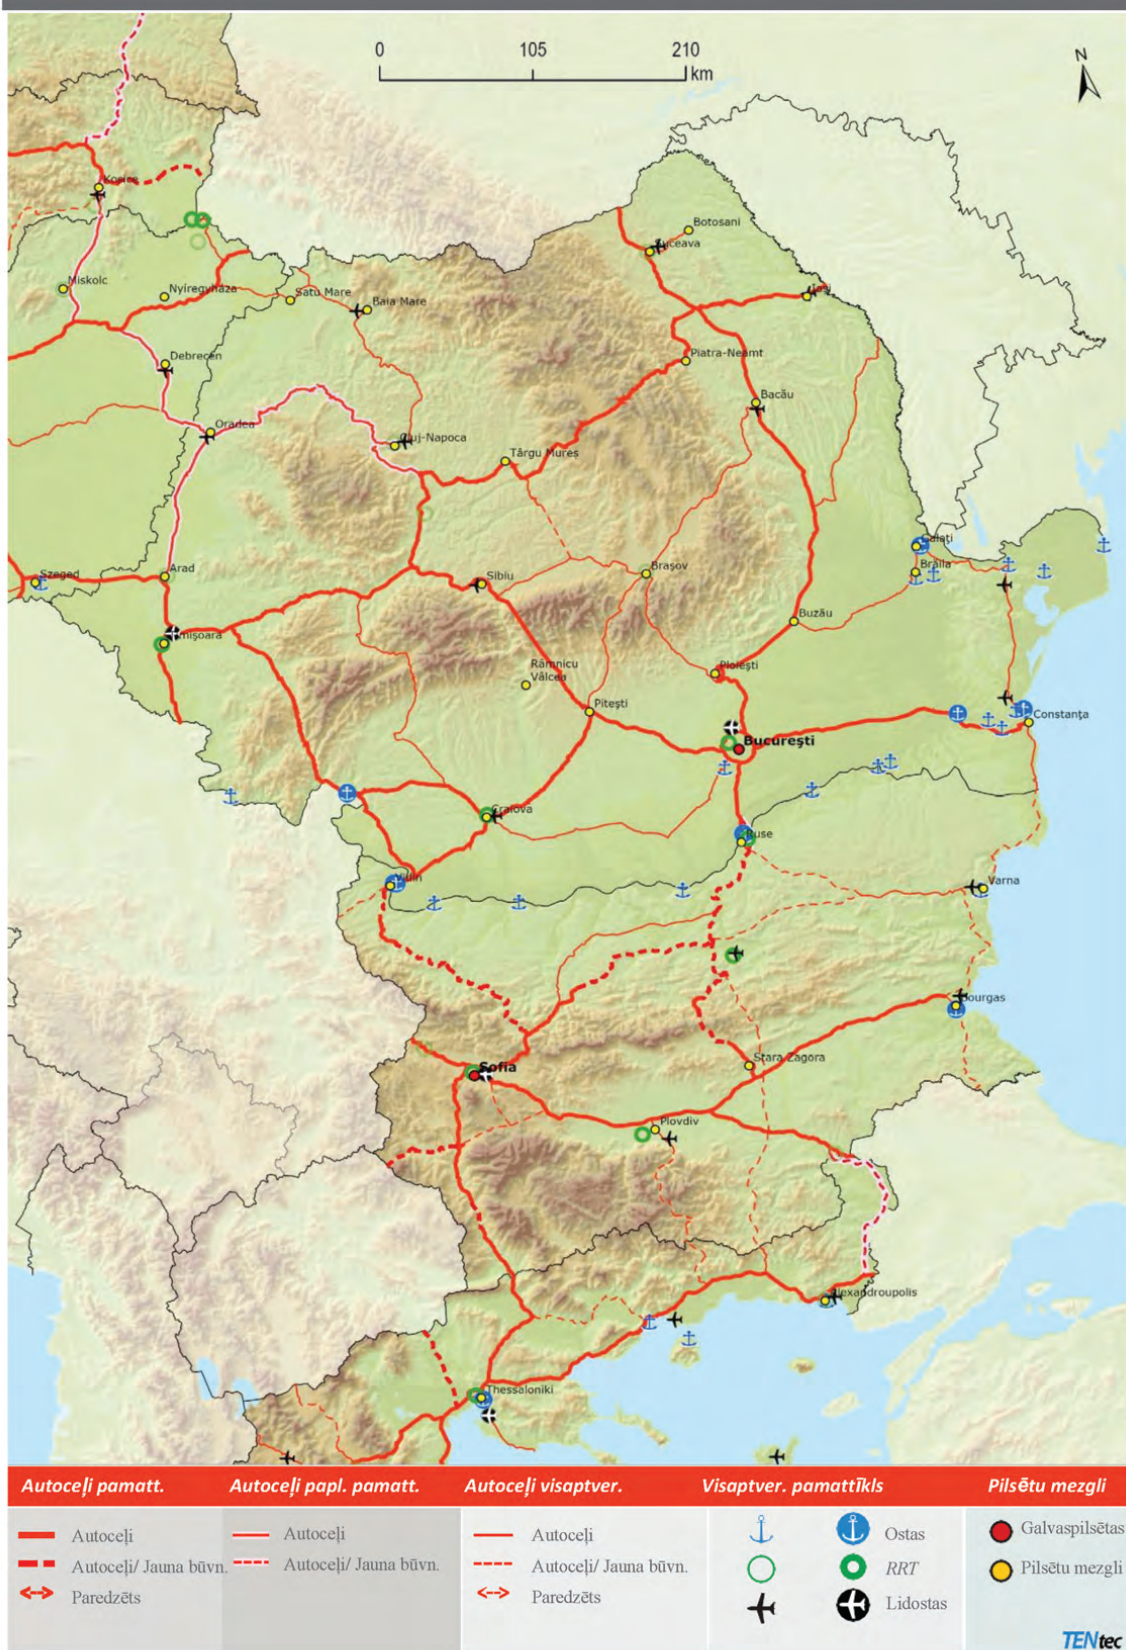 0 105 210
km
N
Kosice
Botosani
Suceava
Miskolc
Nyíregyháza
Satu Mare
Baia Mare
Iaşi
Debrecen
Piatra-Neamt
Bacău
Oradea
Cluj-Napoca
Târgu Mureş
Galaţi
Szeged
Arad
Sibiu
Braşov
Brăila
Buzău
Timişoara
Râmnicu
Vâlcea
Ploieşti
Piteşti
Constanţa
Bucureşti
Craiova
Ruse
Vidin
Varna
Bourgas
Sofia
Stara Zagora
Plovdiv
Alexandroupolis
Thessaloniki
Autoceļi pamatt. Autoceļi papl. pamatt. Autoceļi visaptver. Visaptver. pamattīkls Pilsētu mezgli
Autoceļi Autoceļi Autoceļi Ostas Galvaspilsētas
Autoceļi/ Jauna būvn. Autoceļi/ Jauna būvn. Autoceļi/ Jauna būvn. RRT Pilsētu mezgli
Paredzēts Paredzēts Lidostas
TENtec